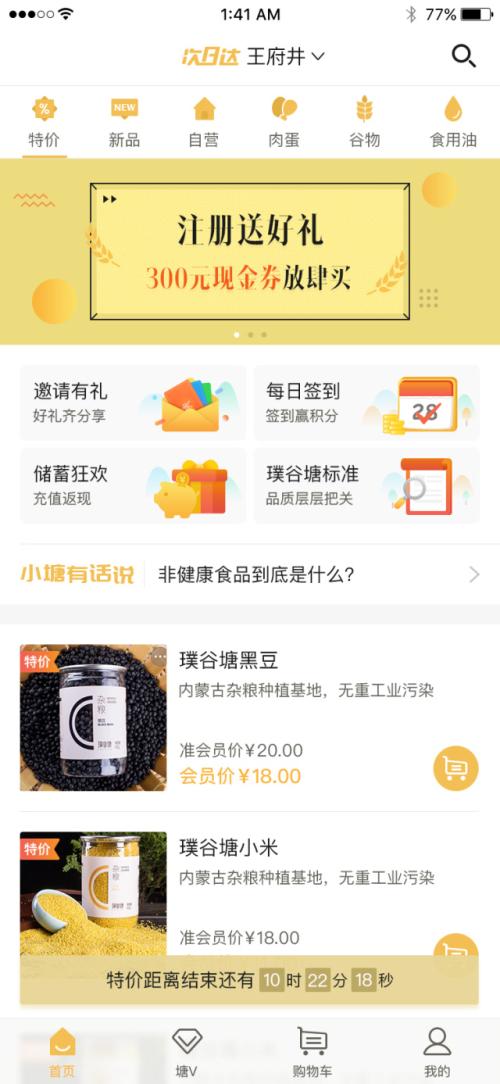 1:41 AM
77%
次日达 王府井
特价 新品 自营 肉蛋 谷物 食用油
NEW
注册送好礼
300元现金券放肆买
邀请有礼
好礼齐分享
每日签到
签到赢积分
28
储蓄狂欢
充值返现
璞谷塘标准
品质层层把关
小塘有话说 非健康食品到底是什么?
特价
杂粮
璞谷塘黑豆
内蒙古杂粮种植基地，无重工业污染
准会员价¥20.00
会员价¥18.00
特价
杂粮
璞谷塘小米
内蒙古杂粮种植基地，无重工业污染
准会员价¥18.00
特价距离结束还有 10 时 22 分 18 秒
首页 塘V 购物车 我的